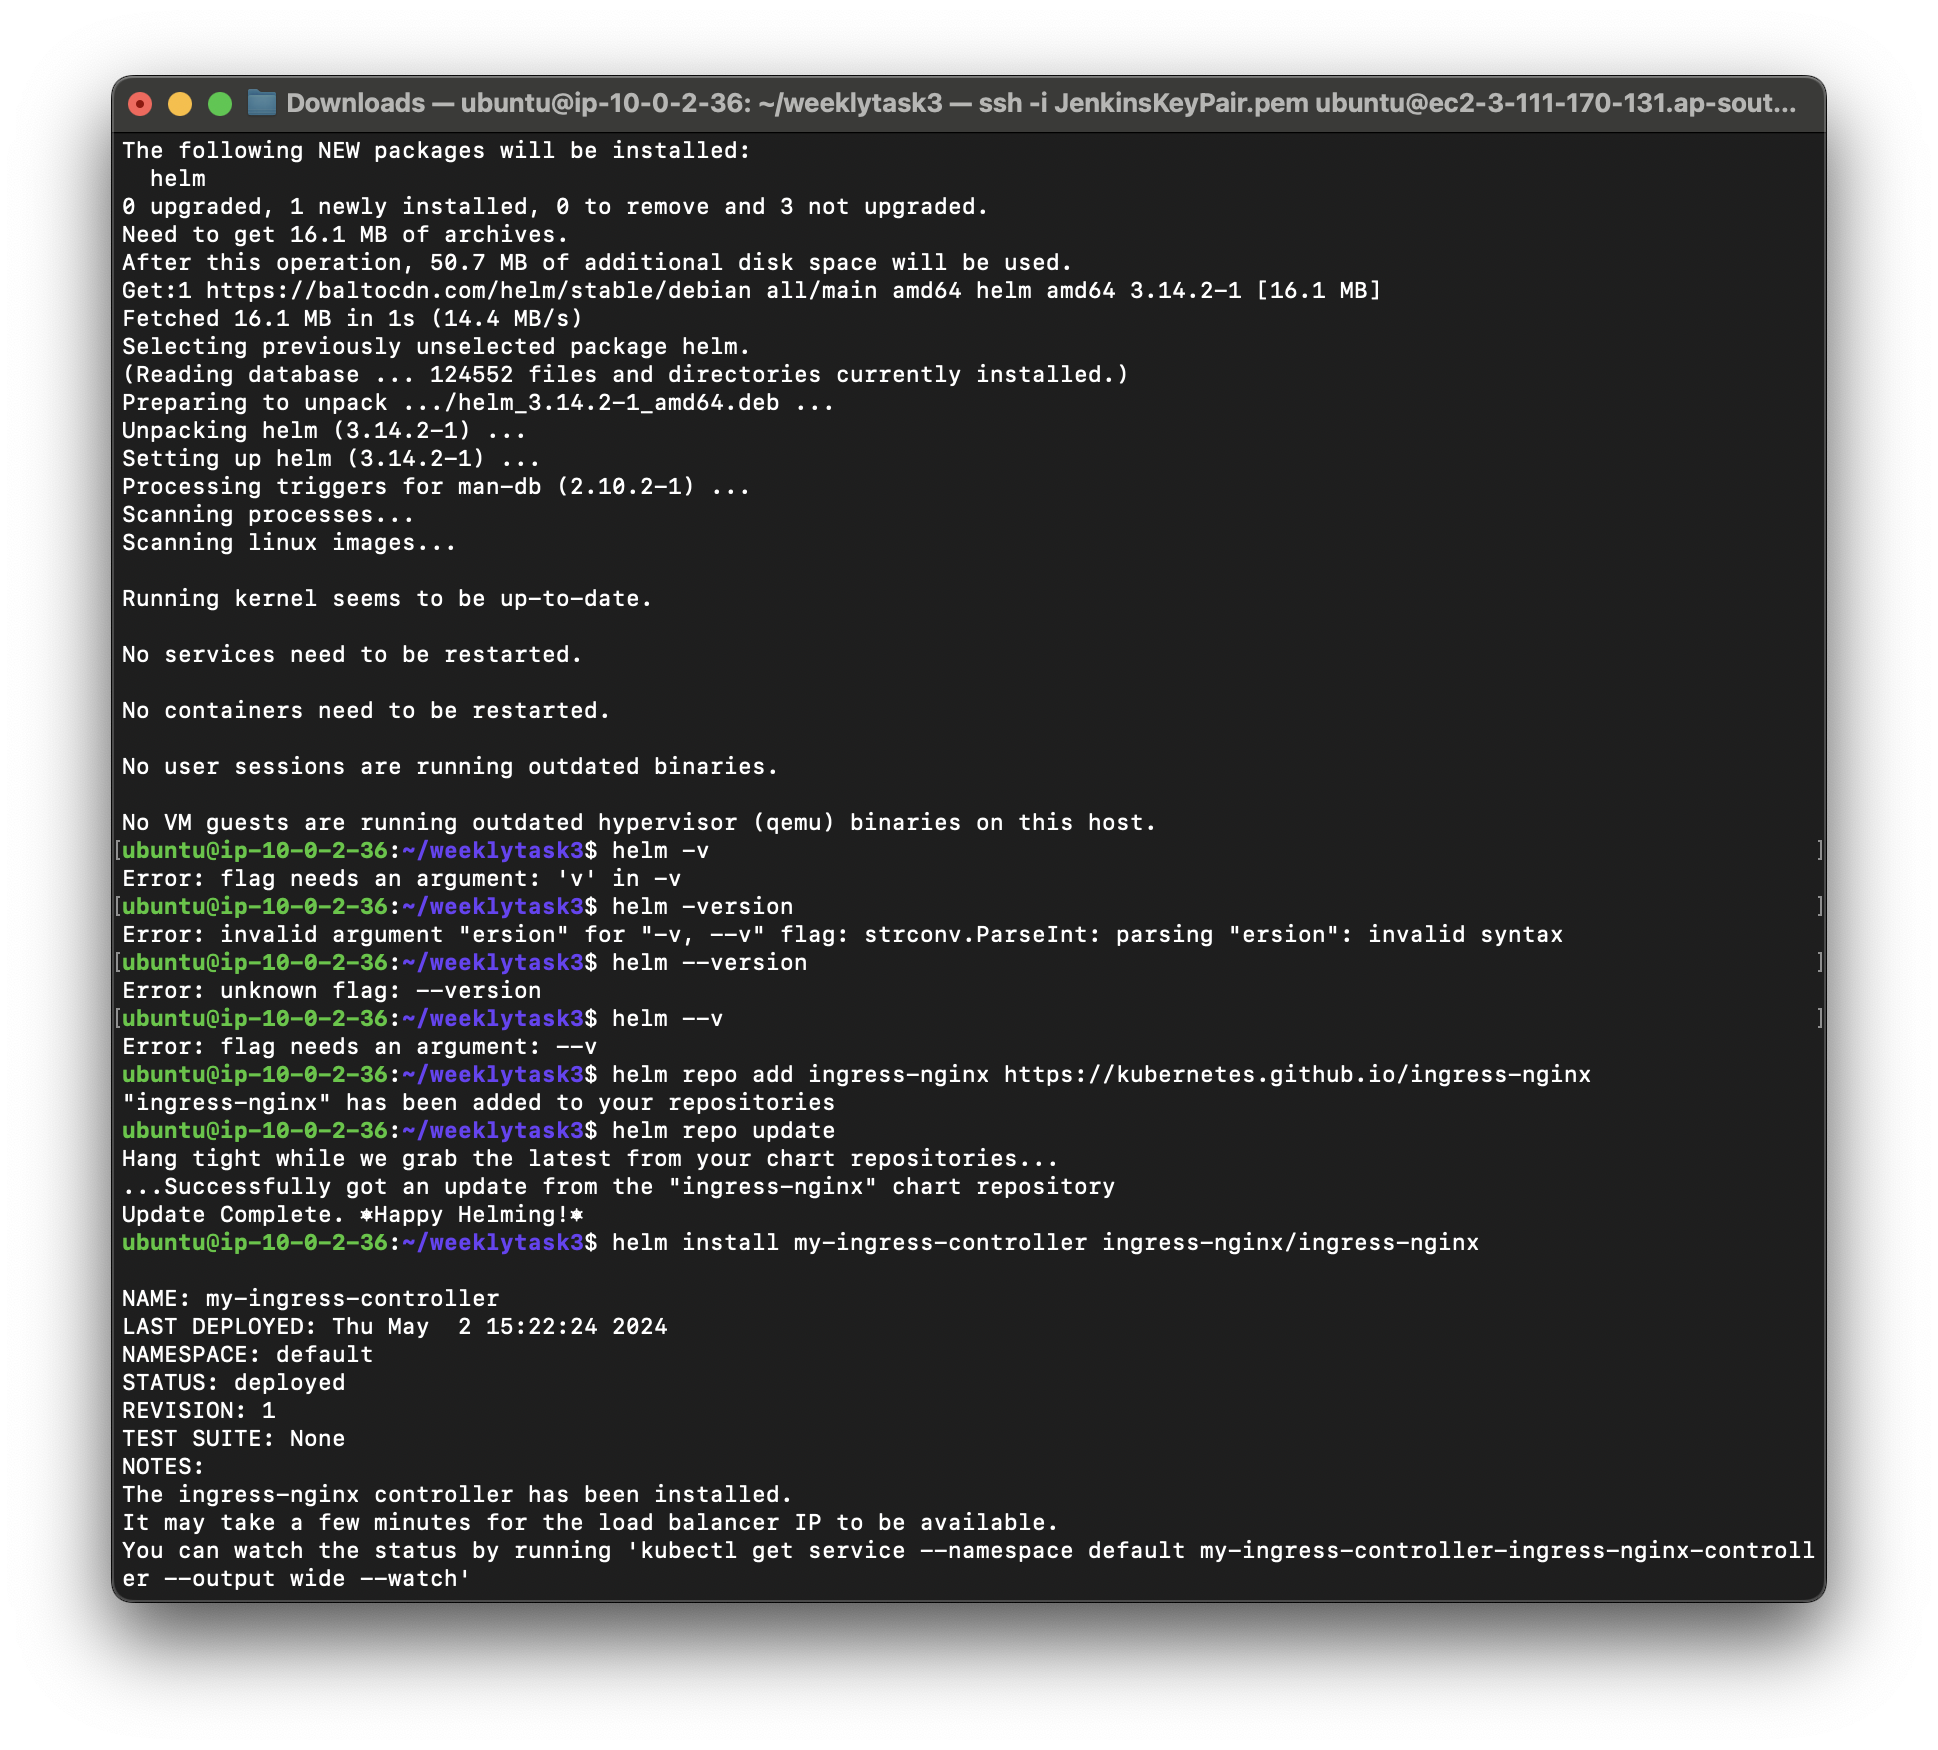 Downloads — ubuntu@ip-10-0-2-36: ~/weeklytask3 — ssh -i JenkinsKeyPair.pem ubuntu@ec2-3-111-170-131.ap-sout...
The following NEW packages will be installed:
  helm
0 upgraded, 1 newly installed, 0 to remove and 3 not upgraded.
Need to get 16.1 MB of archives.
After this operation, 50.7 MB of additional disk space will be used.
Get:1 https://baltocdn.com/helm/stable/debian all/main amd64 helm amd64 3.14.2-1 [16.1 MB]
Fetched 16.1 MB in 1s (14.4 MB/s)
Selecting previously unselected package helm.
(Reading database ... 124552 files and directories currently installed.)
Preparing to unpack .../helm_3.14.2-1_amd64.deb ...
Unpacking helm (3.14.2-1) ...
Setting up helm (3.14.2-1) ...
Processing triggers for man-db (2.10.2-1) ...
Scanning processes...
Scanning linux images...
Running kernel seems to be up-to-date.
No services need to be restarted.
No containers need to be restarted.
No user sessions are running outdated binaries.
No VM guests are running outdated hypervisor (qemu) binaries on this host.
[ubuntu@ip-10-0-2-36:~/weeklytask3$ helm -v ]
Error: flag needs an argument: 'v' in -v
[ubuntu@ip-10-0-2-36:~/weeklytask3$ helm -version ]
Error: invalid argument "ersion" for "-v, --v" flag: strconv.ParseInt: parsing "ersion": invalid syntax
[ubuntu@ip-10-0-2-36:~/weeklytask3$ helm --version ]
Error: unknown flag: --version
[ubuntu@ip-10-0-2-36:~/weeklytask3$ helm --v ]
Error: flag needs an argument: --v
ubuntu@ip-10-0-2-36:~/weeklytask3$ helm repo add ingress-nginx https://kubernetes.github.io/ingress-nginx
"ingress-nginx" has been added to your repositories
ubuntu@ip-10-0-2-36:~/weeklytask3$ helm repo update
Hang tight while we grab the latest from your chart repositories...
...Successfully got an update from the "ingress-nginx" chart repository
Update Complete. ⎈Happy Helming!⎈
ubuntu@ip-10-0-2-36:~/weeklytask3$ helm install my-ingress-controller ingress-nginx/ingress-nginx
NAME: my-ingress-controller
LAST DEPLOYED: Thu May  2 15:22:24 2024
NAMESPACE: default
STATUS: deployed
REVISION: 1
TEST SUITE: None
NOTES:
The ingress-nginx controller has been installed.
It may take a few minutes for the load balancer IP to be available.
You can watch the status by running 'kubectl get service --namespace default my-ingress-controller-ingress-nginx-controll
er --output wide --watch'